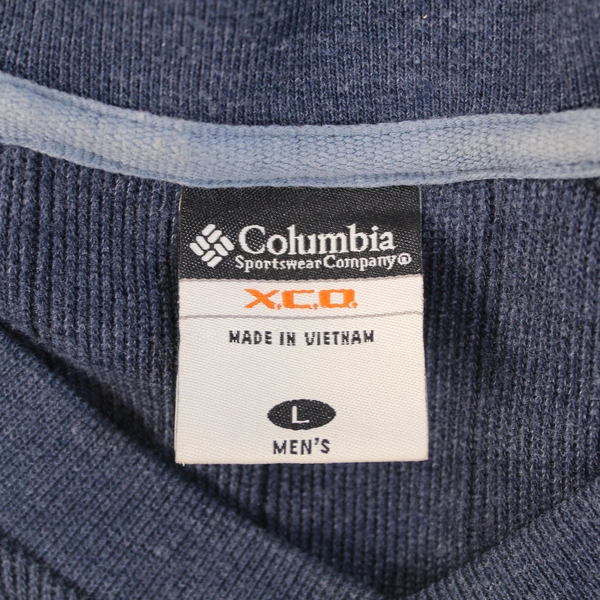 Columbia
Sportswear Company®
X.C.O.
MADE IN VIETNAM
L
MEN'S